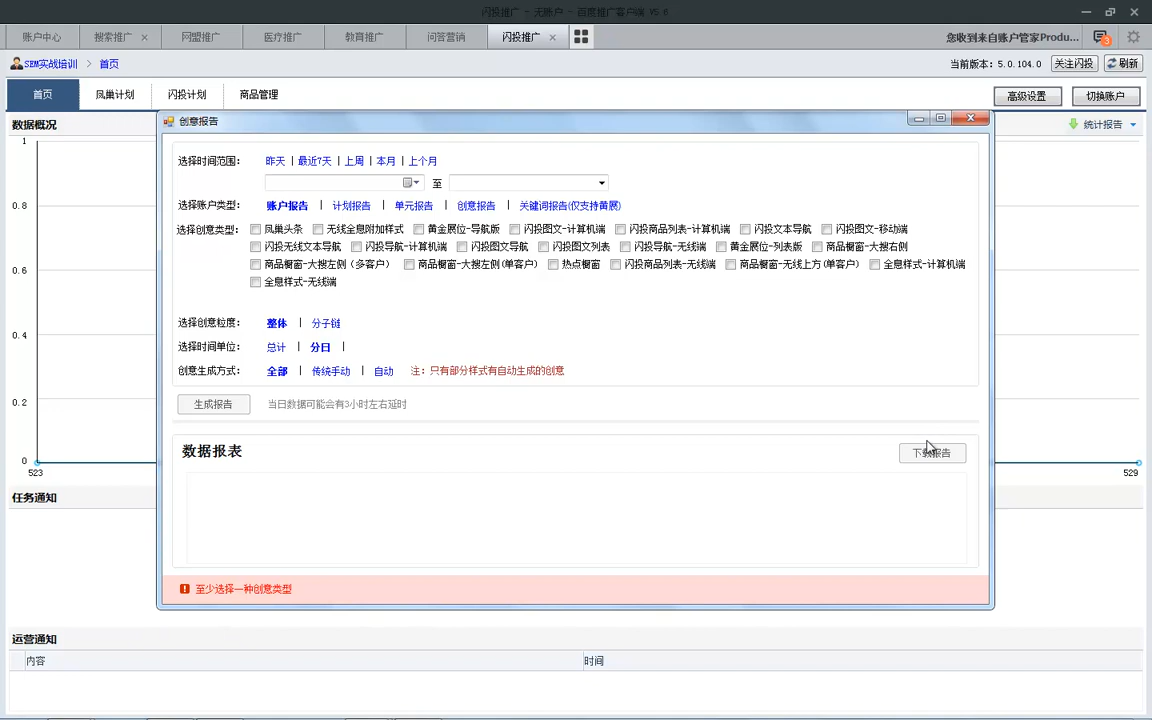 闪投推广 - 无账户 - 百度推广客户端 V5.0
账户中心 搜索推广 网盟推广 医疗推广 教育推广 问答营销 闪投推广 您收到来自账户管家Produ... 3
SEM实战培训 > 首页 当前版本: 5.0.104.0 关注闪投 刷新
首页 凤巢计划 闪投计划 商品管理 高级设置 切换账户
数据概况 统计报告
创意报告
1
0.8
0.6
0.4
0.2
0
523 529
选择时间范围: 昨天 | 最近7天 | 上周 | 本月 | 上个月
至
选择账户类型: 账户报告 | 计划报告 | 单元报告 | 创意报告 | 关键词报告(仅支持黄展)
选择创意类型: 凤巢头条 无线全息附加样式 黄金展位-导航版 闪投图文-计算机端 闪投商品列表-计算机端 闪投文本导航 闪投图文-移动端
闪投无线文本导航 闪投导航-计算机端 闪投图文导航 闪投图文列表 闪投导航-无线端 黄金展位-列表版 商品橱窗-大搜右侧
商品橱窗-大搜左侧（多客户） 商品橱窗-大搜左侧(单客户) 热点橱窗 闪投商品列表-无线端 商品橱窗-无线上方(单客户) 全息样式-计算机端
全息样式-无线端
选择创意粒度: 整体 | 分子链
选择时间单位: 总计 | 分日 |
创意生成方式: 全部 | 传统手动 | 自动 注: 只有部分样式有自动生成的创意
生成报告 当日数据可能会有3小时左右延时
数据报表 下载报告
至少选择一种创意类型
任务通知
运营通知
内容 时间